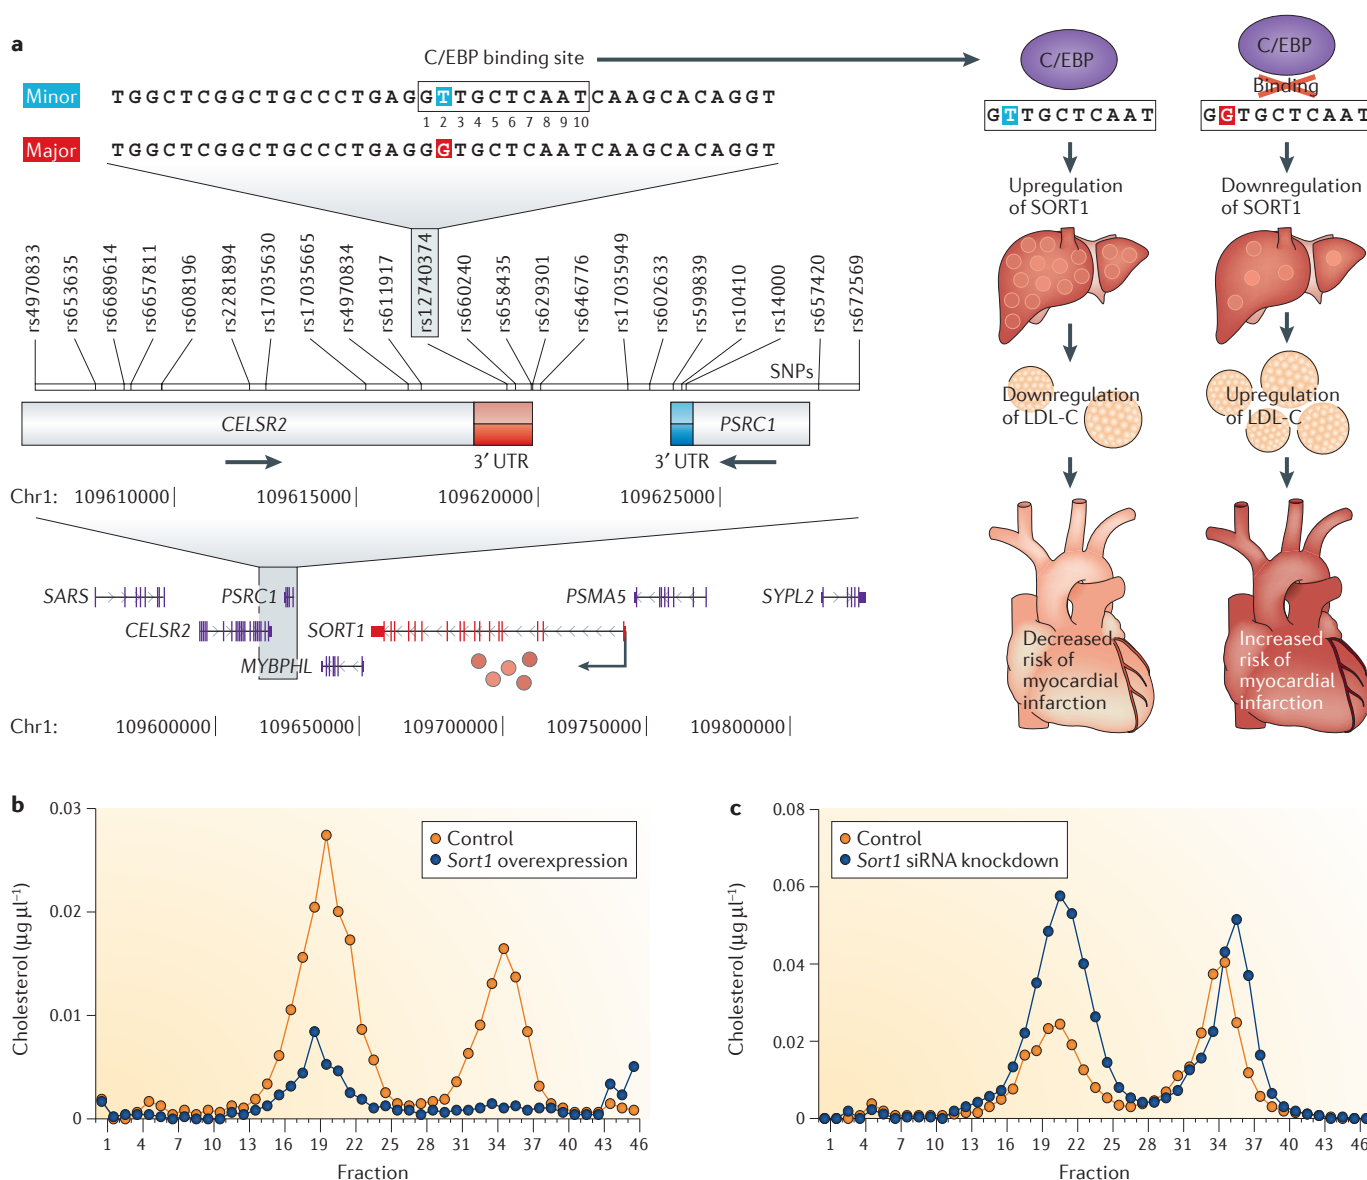 a
C/EBP binding site
Minor
TGGCTCGGCTGCCCTGAGGTTGCTCAATCAAGCACAGGT
1 2 3 4 5 6 7 8 9 10
Major
TGGCTCGGCTGCCCTGAGGGTGCTCAATCAAGCACAGGT
rs4970833
rs653635
rs6689614
rs6657811
rs608196
rs2281894
rs17035630
rs17035665
rs4970834
rs611917
rs12740374
rs660240
rs658435
rs629301
rs646776
rs17035949
rs602633
rs599839
rs10410
rs14000
rs657420
rs672569
SNPs
CELSR2
PSRC1
3′ UTR
3′ UTR
Chr1: 109610000 109615000 109620000 109625000
SARS
PSRC1
PSMA5
SYPL2
CELSR2
SORT1
MYBPHL
Chr1: 109600000 109650000 109700000 109750000 109800000
C/EBP
GTTGCTCAAT
Upregulation
of SORT1
Downregulation
of LDL-C
Decreased
risk of
myocardial
infarction
C/EBP
Binding
GGTGCTCAAT
Downregulation
of SORT1
Upregulation
of LDL-C
Increased
risk of
myocardial
infarction
b
0.03
0.02
0.01
0
Cholesterol (µg µl⁻¹)
Control
Sort1 overexpression
1 4 7 10 13 16 19 22 25 28 31 34 37 40 43 46
Fraction
c
0.08
0.06
0.04
0.02
0
Cholesterol (µg µl⁻¹)
Control
Sort1 siRNA knockdown
1 4 7 10 13 16 19 22 25 28 31 34 37 40 43 46
Fraction